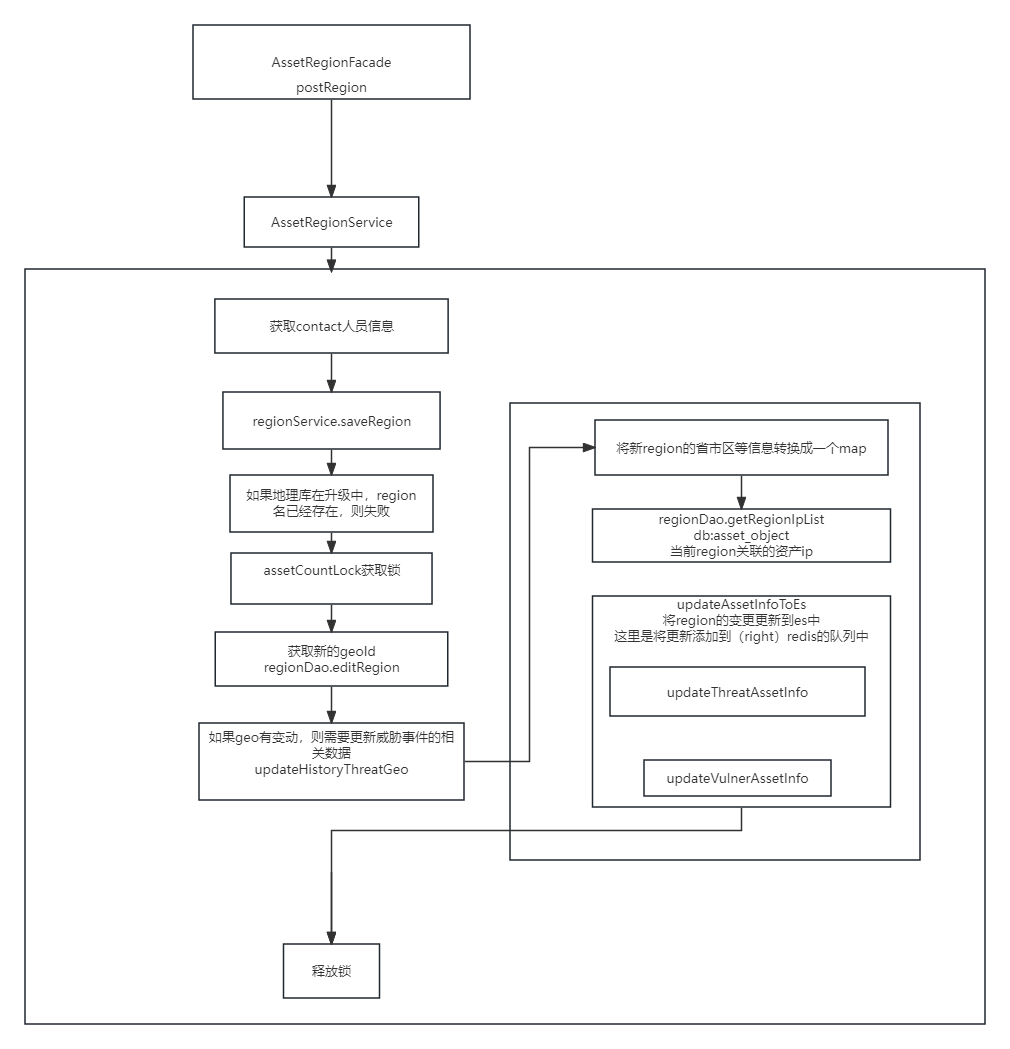 AssetRegionFacade
postRegion
AssetRegionService
获取contact人员信息
regionService.saveRegion
如果地理库在升级中，region
名已经存在，则失败
assetCountLock获取锁
获取新的geoId
regionDao.editRegion
如果geo有变动，则需要更新威胁事件的相
关数据
updateHistoryThreatGeo
将新region的省市区等信息转换成一个map
regionDao.getRegionIpList
db:asset_object
当前region关联的资产ip
updateAssetInfoToEs
将region的变更更新到es中
这里是将更新添加到（right）redis的队列中
updateThreatAssetInfo
updateVulnerAssetInfo
释放锁